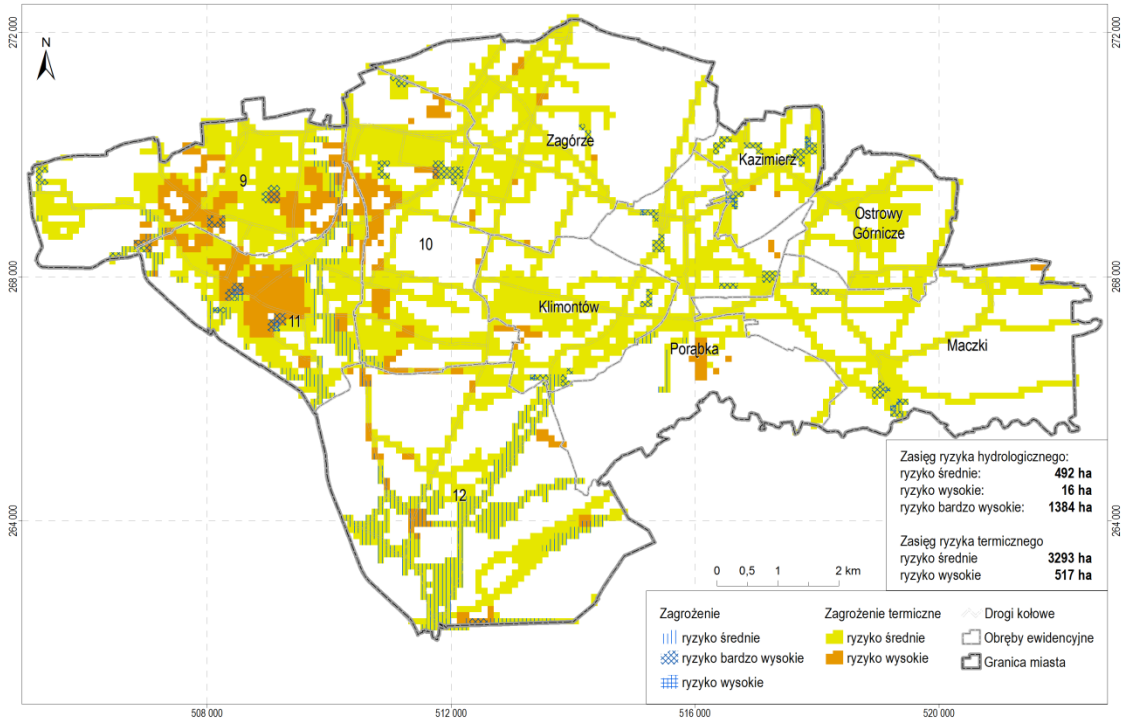 272 000
272 000
N
Zagórze
Kazimierz
9
Ostrowy
Górnicze
10
268 000
268 000
Klimontów
11
Porąbka
Maczki
12
264 000
264 000
Zasięg ryzyka hydrologicznego:
ryzyko średnie: 492 ha
ryzyko wysokie: 16 ha
ryzyko bardzo wysokie: 1384 ha
Zasięg ryzyka termicznego
ryzyko średnie 3293 ha
ryzyko wysokie 517 ha
0 0,5 1 2 km
Zagrożenie
ryzyko średnie
ryzyko bardzo wysokie
ryzyko wysokie
Zagrożenie termiczne
ryzyko średnie
ryzyko wysokie
Drogi kołowe
Obręby ewidencyjne
Granica miasta
508 000
512 000
516 000
520 000